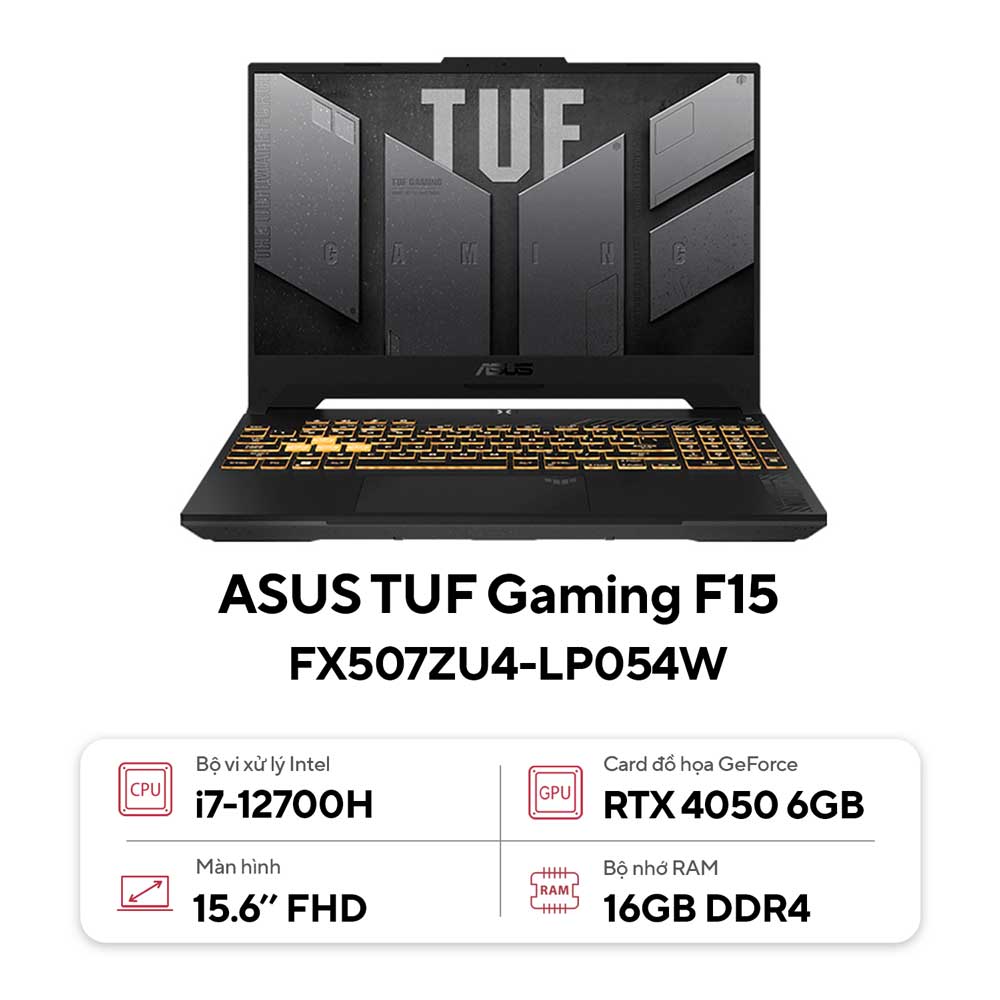 TUF
THE ULTIMATE FORCE
TUF GAMING
G A M I N G
ASUS
ASUS TUF Gaming F15
FX507ZU4-LP054W
CPU
Bộ vi xử lý Intel
i7-12700H
GPU
Card đồ họa GeForce
RTX 4050 6GB
Màn hình
15.6’’ FHD
RAM
Bộ nhớ RAM
16GB DDR4